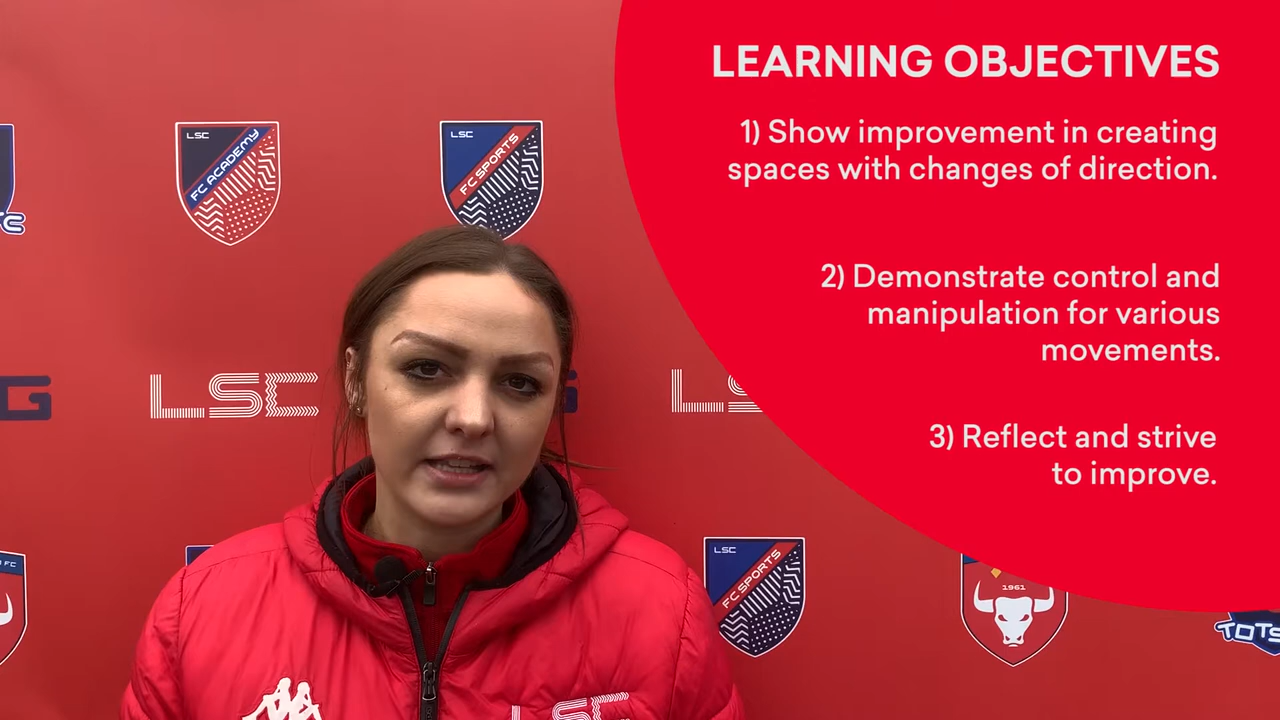 LEARNING OBJECTIVES
1) Show improvement in creating
spaces with changes of direction.
2) Demonstrate control and
manipulation for various
movements.
3) Reflect and strive
to improve.
LSC
FC ACADEMY
LSC
FC SPORTS
LSC
LSC
FC SPORTS
1961
FC
TOTS
LSC